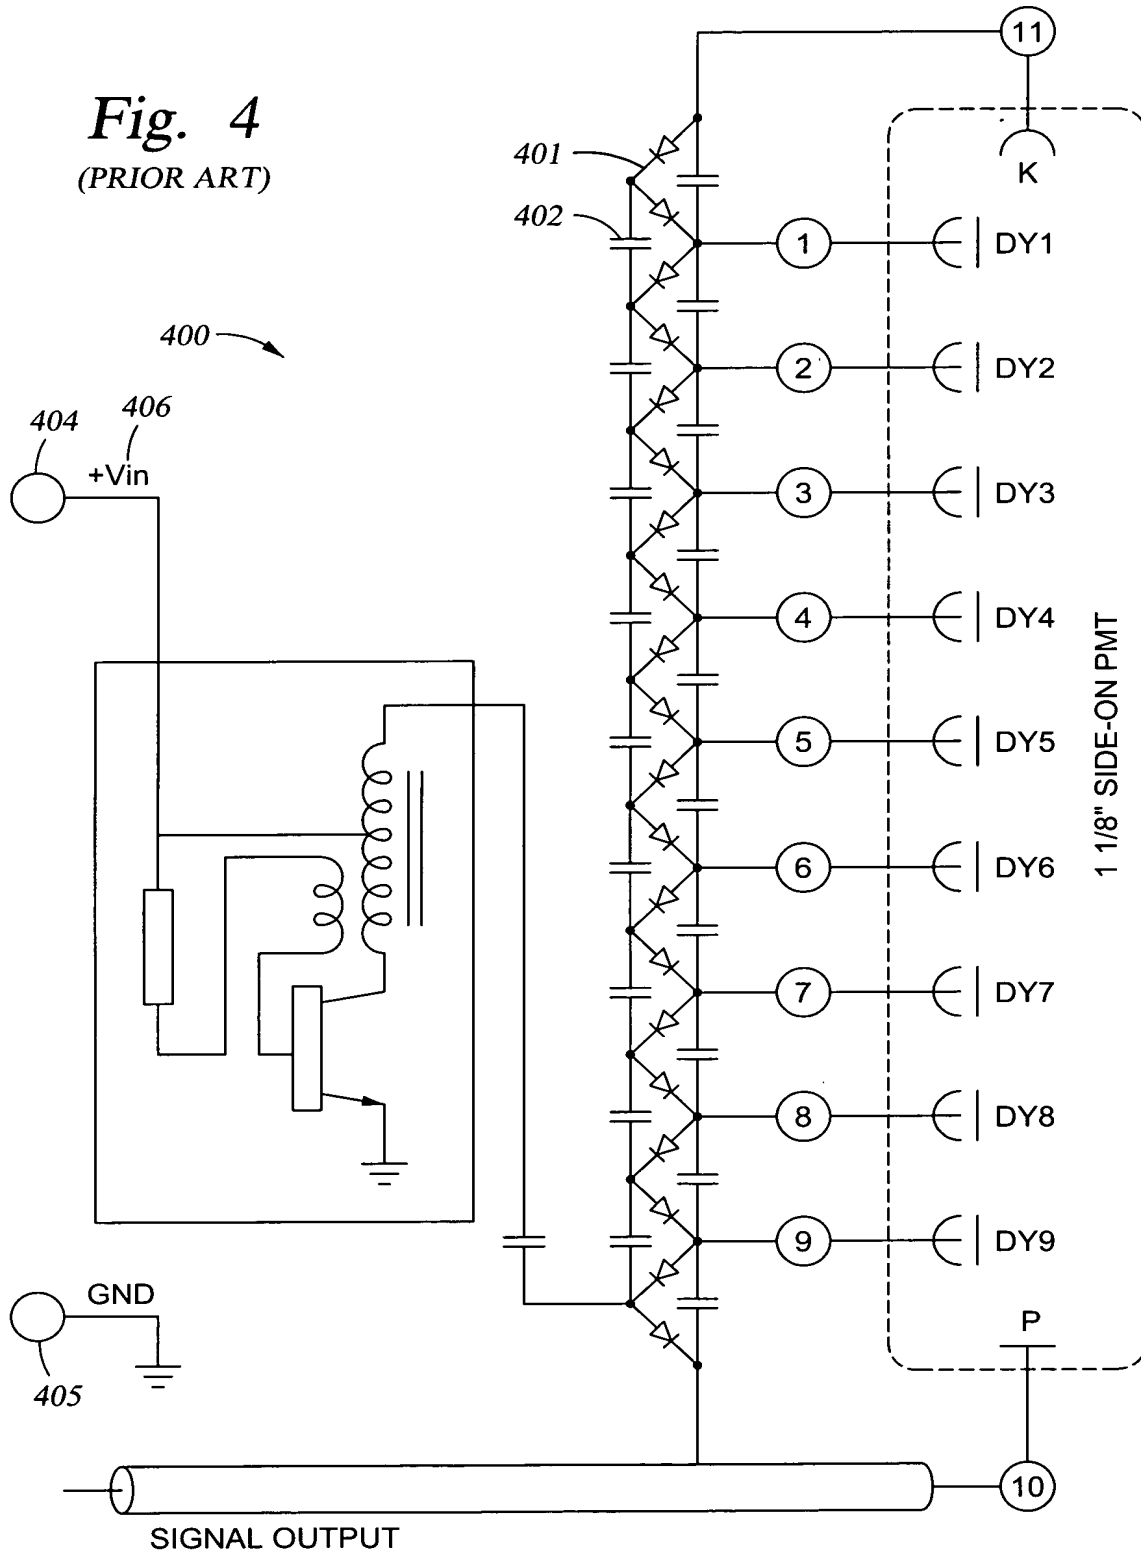 11
Fig. 4
(PRIOR ART)
401
K
402
1 DY1
400
2 DY2
404
406
+Vin
3 DY3
4 DY4
1 1/8" SIDE-ON PMT
5 DY5
6 DY6
7 DY7
8 DY8
9 DY9
GND
P
405
10
SIGNAL OUTPUT